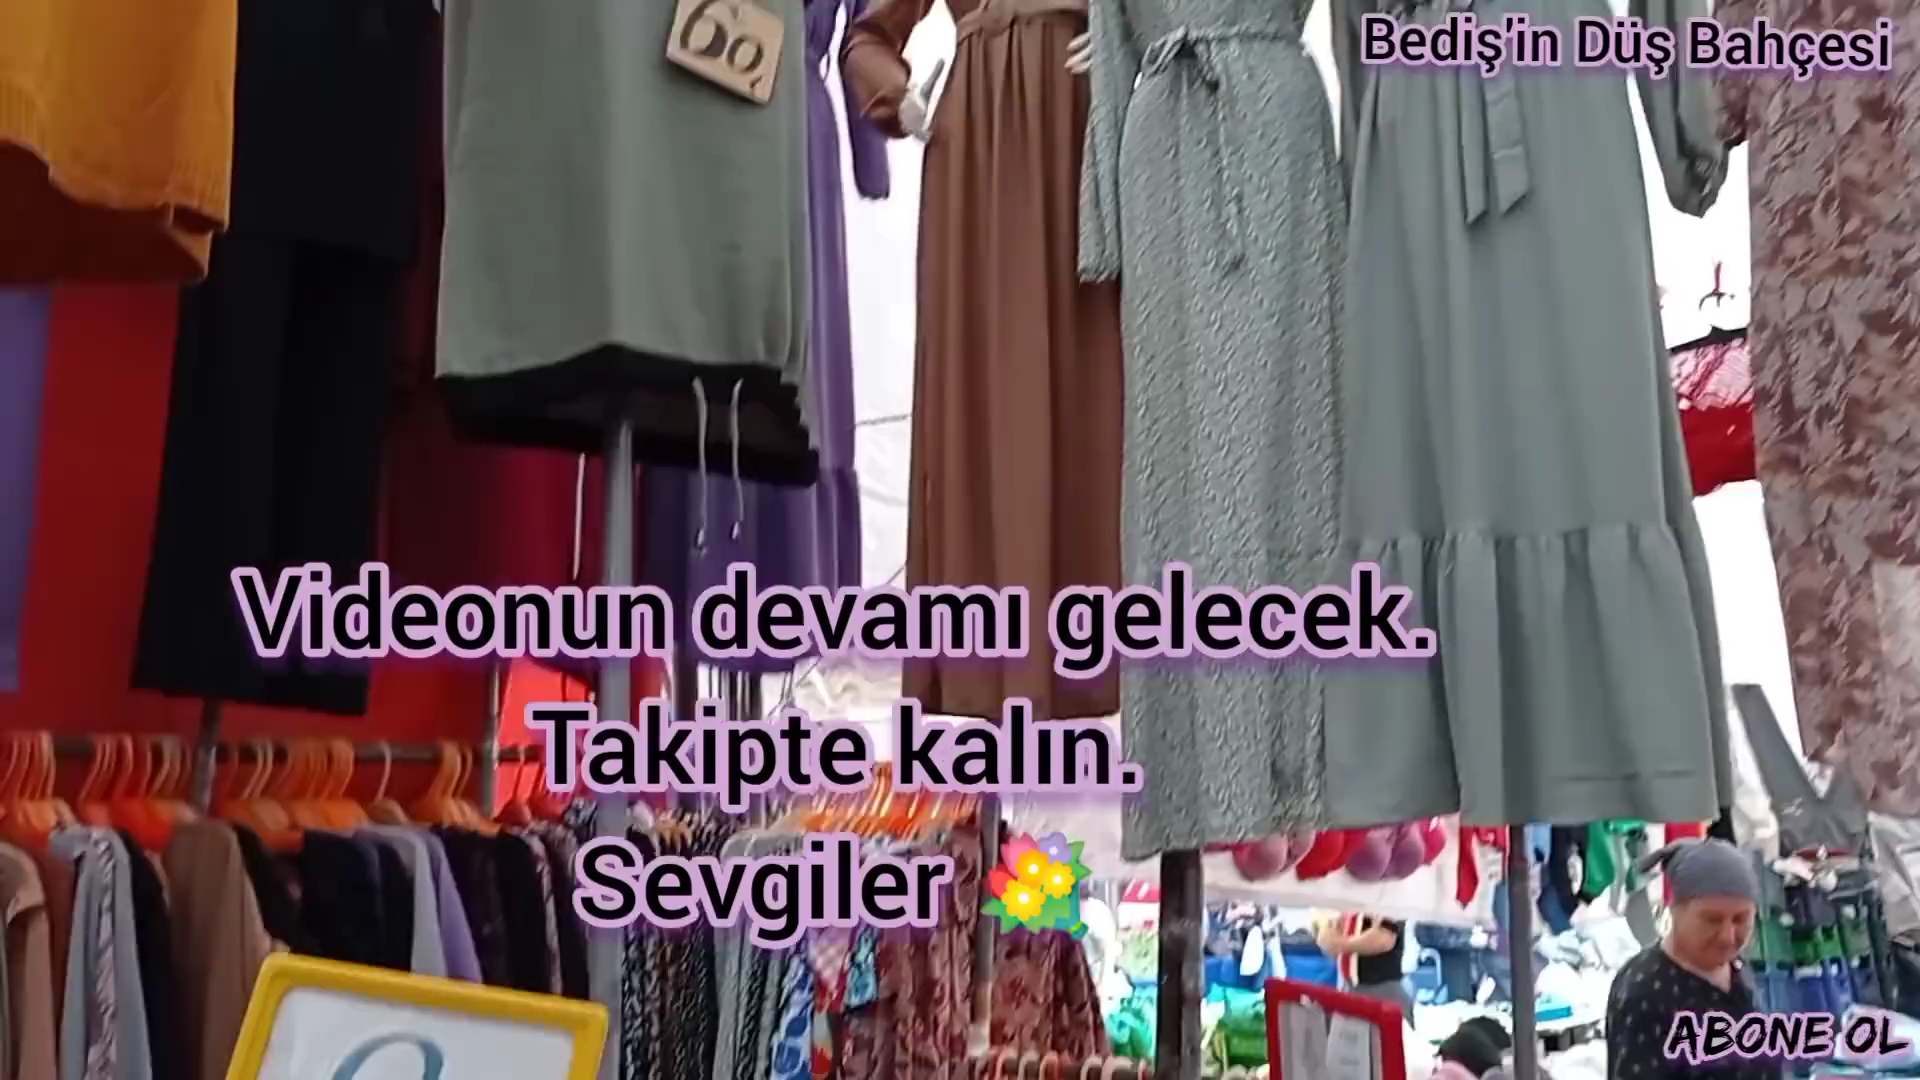 60,
Bediş'in Düş Bahçesi
Videonun devamı gelecek.
Takipte kalın.
Sevgiler
ABONE OL